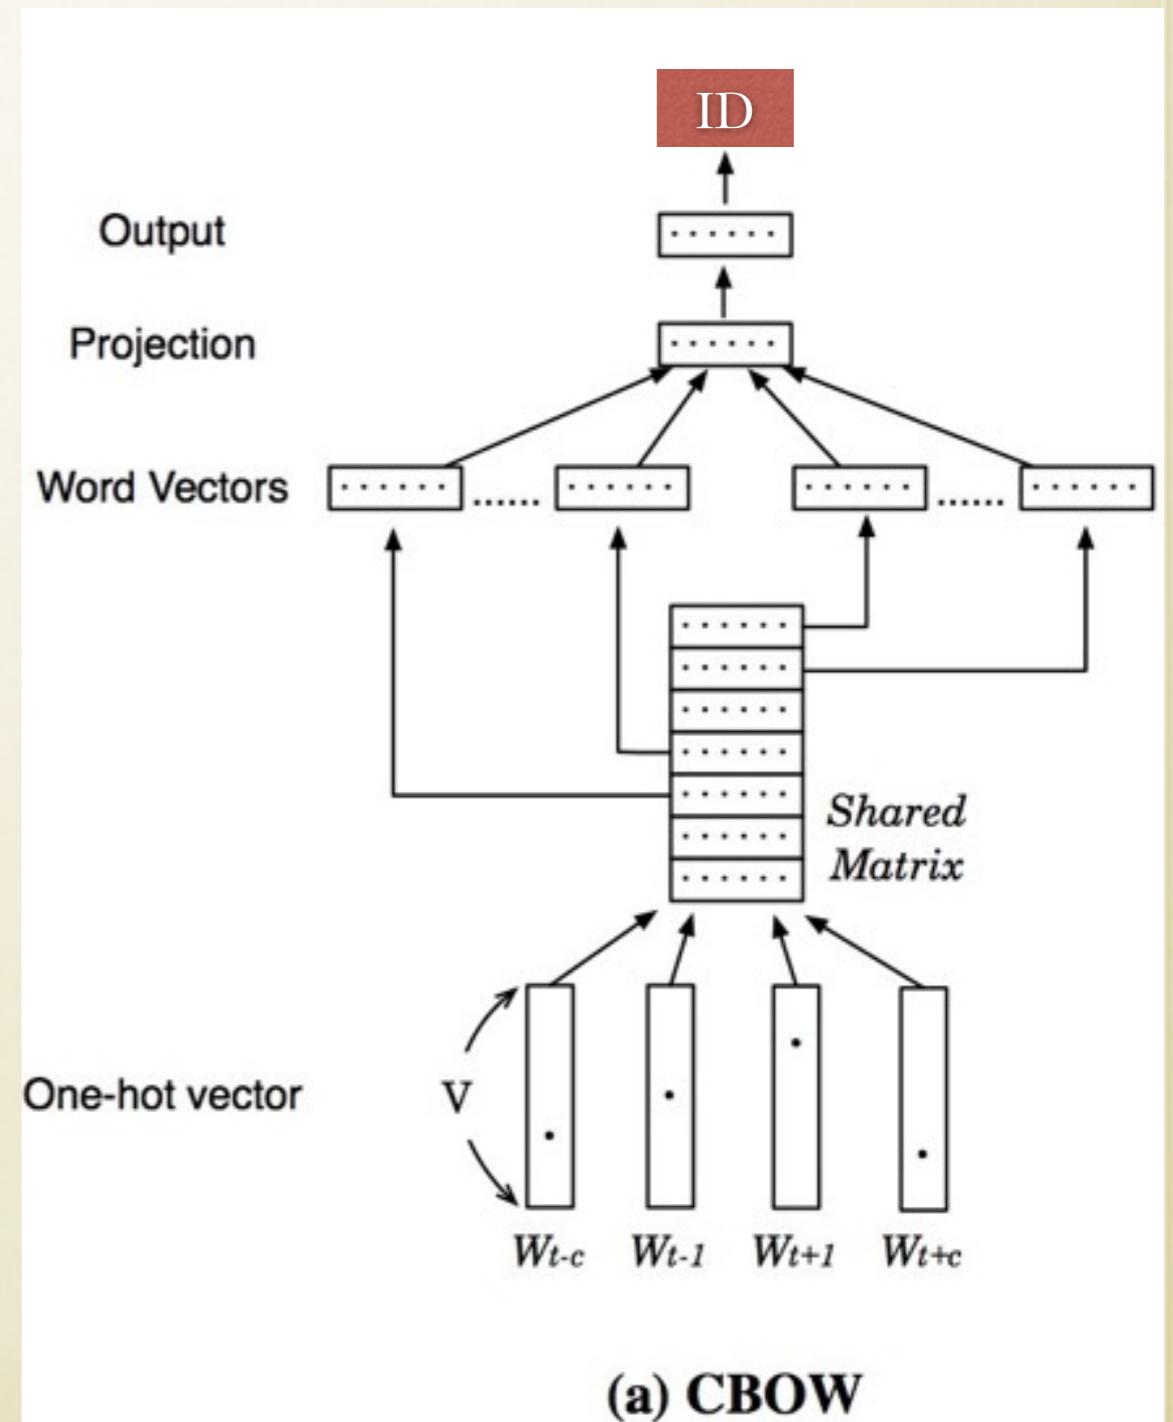 ID
Output
Projection
Word Vectors
Shared
Matrix
One-hot vector
V
Wt-c Wt-1 Wt+1 Wt+c
(a) CBOW